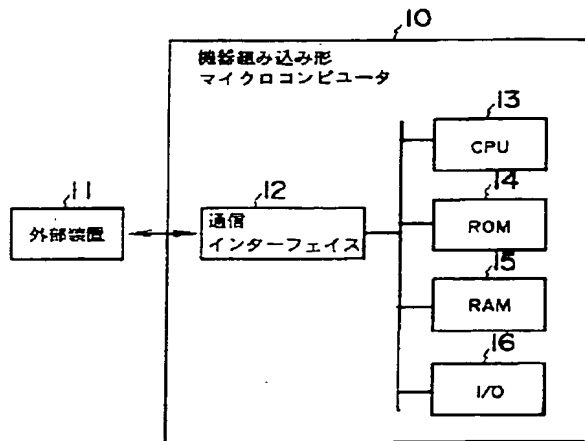 10
機器組み込み形
マイクロコンピュータ
13
CPU
11
外部装置
12
通信
インターフェイス
14
ROM
15
RAM
16
I/O